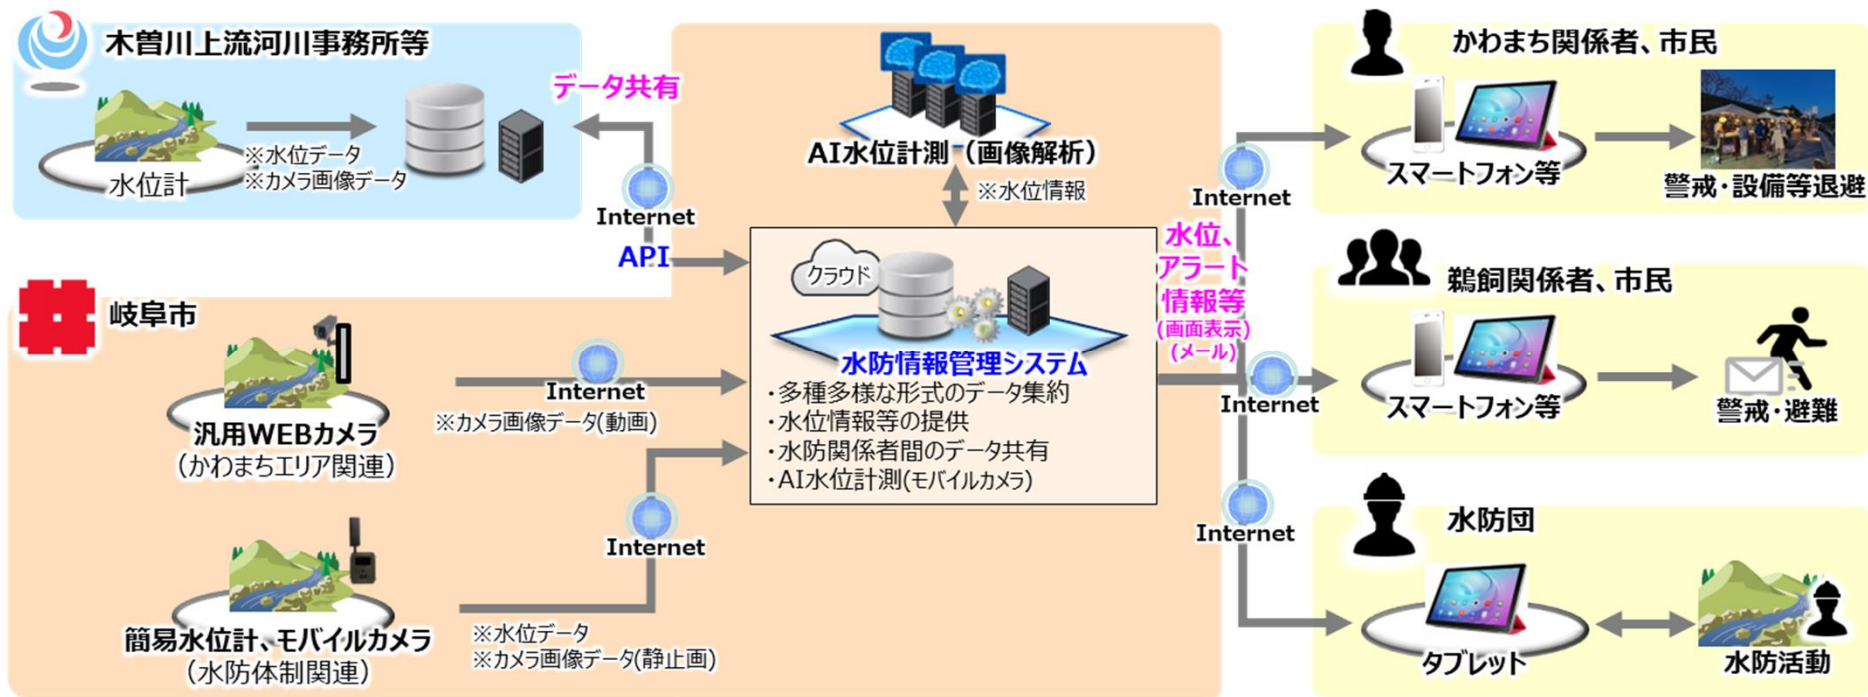 木曽川上流河川事務所等
水位計
※水位データ
※カメラ画像データ
データ共有
Internet
API
AI水位計測（画像解析）
※水位情報
岐阜市
汎用WEBカメラ
（かわまちエリア関連）
Internet
※カメラ画像データ(動画)
簡易水位計、モバイルカメラ
（水防体制関連）
※水位データ
※カメラ画像データ(静止画)
Internet
クラウド
水防情報管理システム
・多種多様な形式のデータ集約
・水位情報等の提供
・水防関係者間のデータ共有
・AI水位計測(モバイルカメラ)
水位、
アラート
情報等
(画面表示)
(メール)
Internet
Internet
Internet
かわまち関係者、市民
スマートフォン等
警戒・設備等退避
鵜飼関係者、市民
スマートフォン等
警戒・避難
水防団
タブレット
水防活動